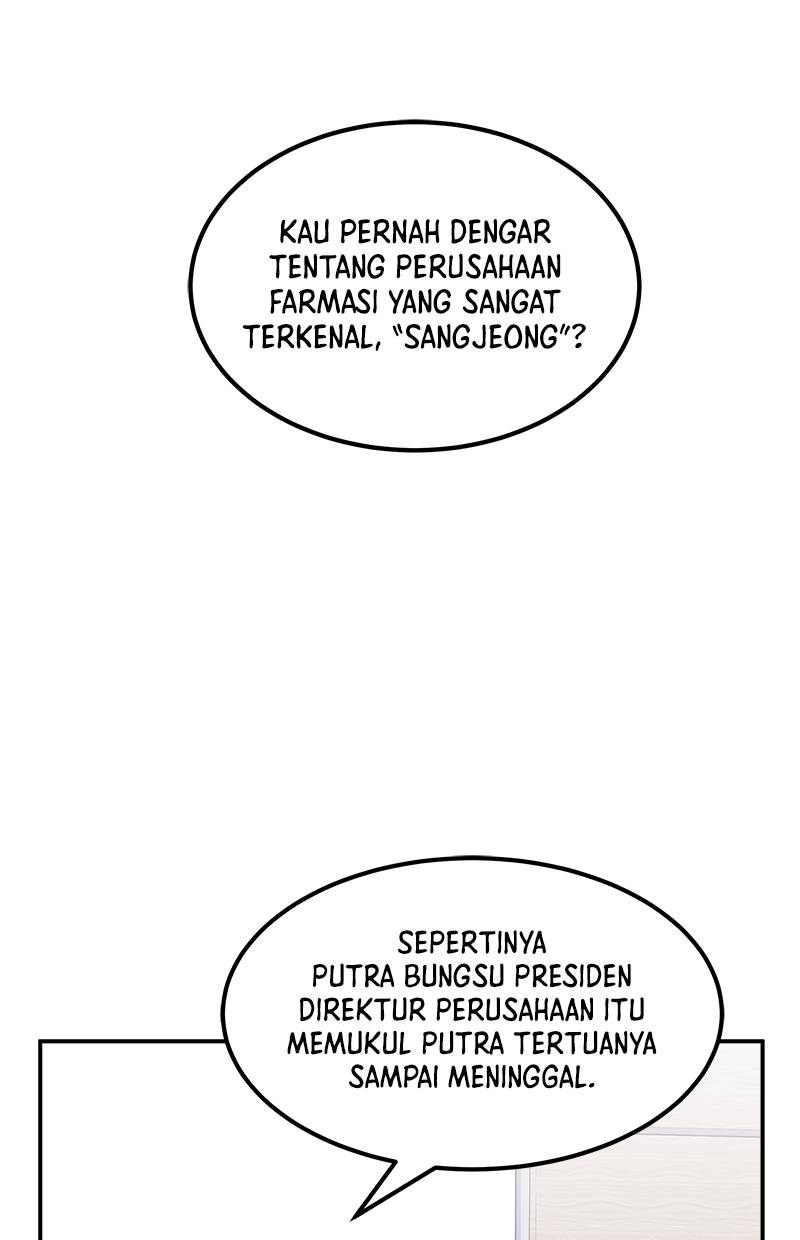 KAU PERNAH DENGAR
TENTANG PERUSAHAAN
FARMASI YANG SANGAT
TERKENAL, "SANGJEONG"?
SEPERTINYA
PUTRA BUNGSU PRESIDEN
DIREKTUR PERUSAHAAN ITU
MEMUKUL PUTRA TERTUANYA
SAMPAI MENINGGAL.